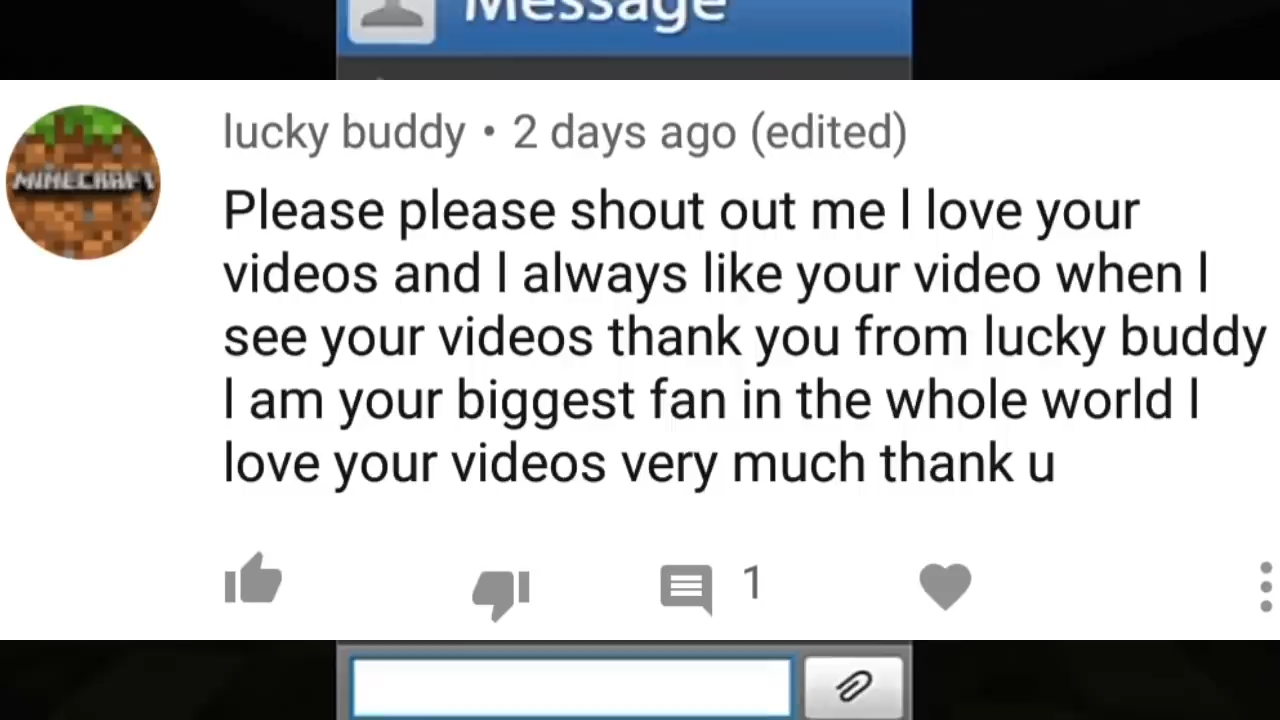 Message
MINECRAFT
lucky buddy • 2 days ago (edited)
Please please shout out me I love your
videos and I always like your video when I
see your videos thank you from lucky buddy
I am your biggest fan in the whole world I
love your videos very much thank u
1